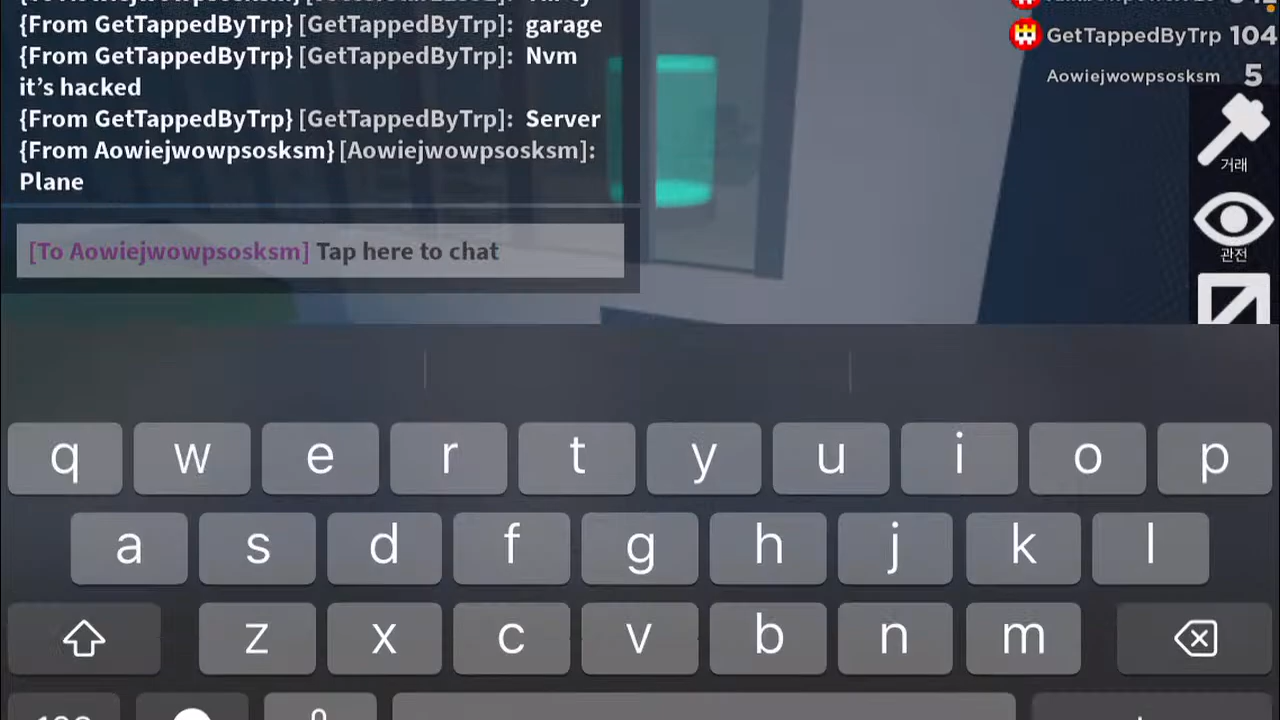 {From GetTappedByTrp} [GetTappedByTrp]: garage
{From GetTappedByTrp} [GetTappedByTrp]: Nvm
it's hacked
{From GetTappedByTrp} [GetTappedByTrp]: Server
{From Aowiejwowpsosksm} [Aowiejwowpsosksm]:
Plane
[To Aowiejwowpsosksm] Tap here to chat
GetTappedByTrp 104
Aowiejwowpsosksm 5
거래
관전
q w e r t y u i o p
a s d f g h j k l
z x c v b n m